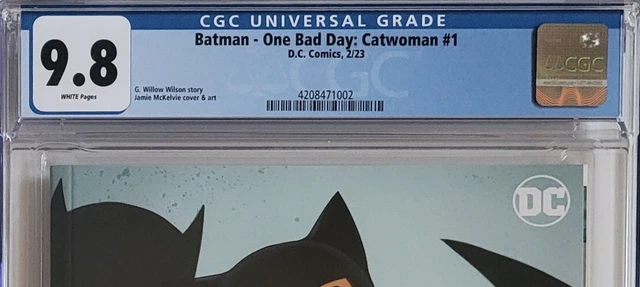 CGC UNIVERSAL GRADE
9.8
WHITE Pages
Batman - One Bad Day: Catwoman #1
D.C. Comics, 2/23
G. Willow Wilson story
Jamie McKelvie cover & art
4208471002
CGC
CGC
DC